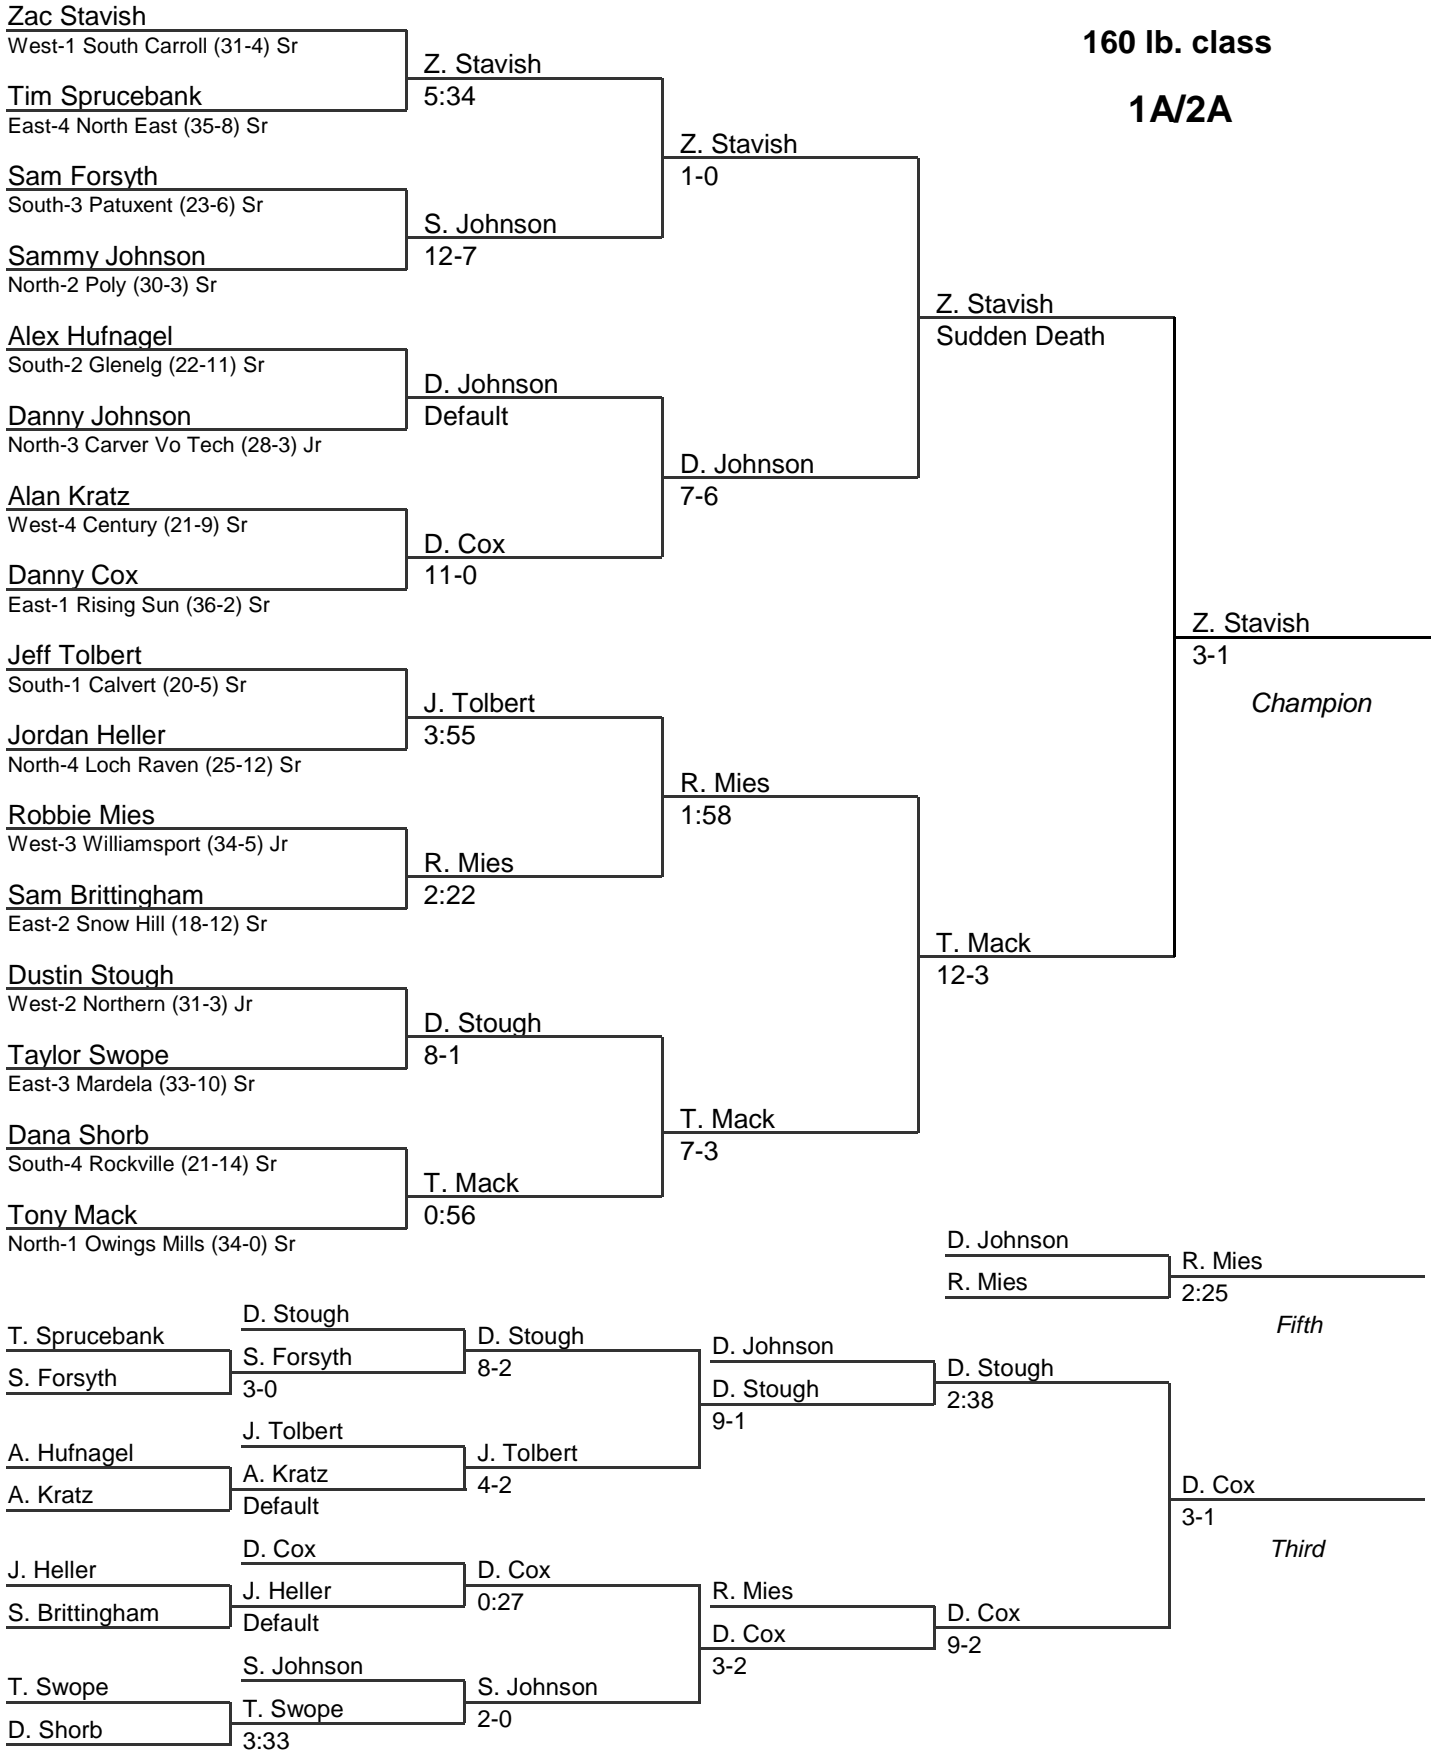 160 lb. class
1A/2A
Zac Stavish
West-1 South Carroll (31-4) Sr
Tim Sprucebank
East-4 North East (35-8) Sr
Sam Forsyth
South-3 Patuxent (23-6) Sr
Sammy Johnson
North-2 Poly (30-3) Sr
Alex Hufnagel
South-2 Glenelg (22-11) Sr
Danny Johnson
North-3 Carver Vo Tech (28-3) Jr
Alan Kratz
West-4 Century (21-9) Sr
Danny Cox
East-1 Rising Sun (36-2) Sr
Jeff Tolbert
South-1 Calvert (20-5) Sr
Jordan Heller
North-4 Loch Raven (25-12) Sr
Robbie Mies
West-3 Williamsport (34-5) Jr
Sam Brittingham
East-2 Snow Hill (18-12) Sr
Dustin Stough
West-2 Northern (31-3) Jr
Taylor Swope
East-3 Mardela (33-10) Sr
Dana Shorb
South-4 Rockville (21-14) Sr
Tony Mack
North-1 Owings Mills (34-0) Sr
Z. Stavish
5:34
S. Johnson
12-7
D. Johnson
Default
D. Cox
11-0
J. Tolbert
3:55
R. Mies
2:22
D. Stough
8-1
T. Mack
0:56
Z. Stavish
1-0
D. Johnson
7-6
R. Mies
1:58
T. Mack
7-3
Z. Stavish
Sudden Death
T. Mack
12-3
Z. Stavish
3-1
Champion
D. Johnson
R. Mies
R. Mies
2:25
Fifth
T. Sprucebank
S. Forsyth
A. Hufnagel
A. Kratz
J. Heller
S. Brittingham
T. Swope
D. Shorb
D. Stough
S. Forsyth
3-0
J. Tolbert
A. Kratz
Default
D. Cox
J. Heller
Default
S. Johnson
T. Swope
3:33
D. Stough
8-2
J. Tolbert
4-2
D. Cox
0:27
S. Johnson
2-0
D. Johnson
D. Stough
9-1
R. Mies
D. Cox
3-2
D. Stough
2:38
D. Cox
9-2
D. Cox
3-1
Third